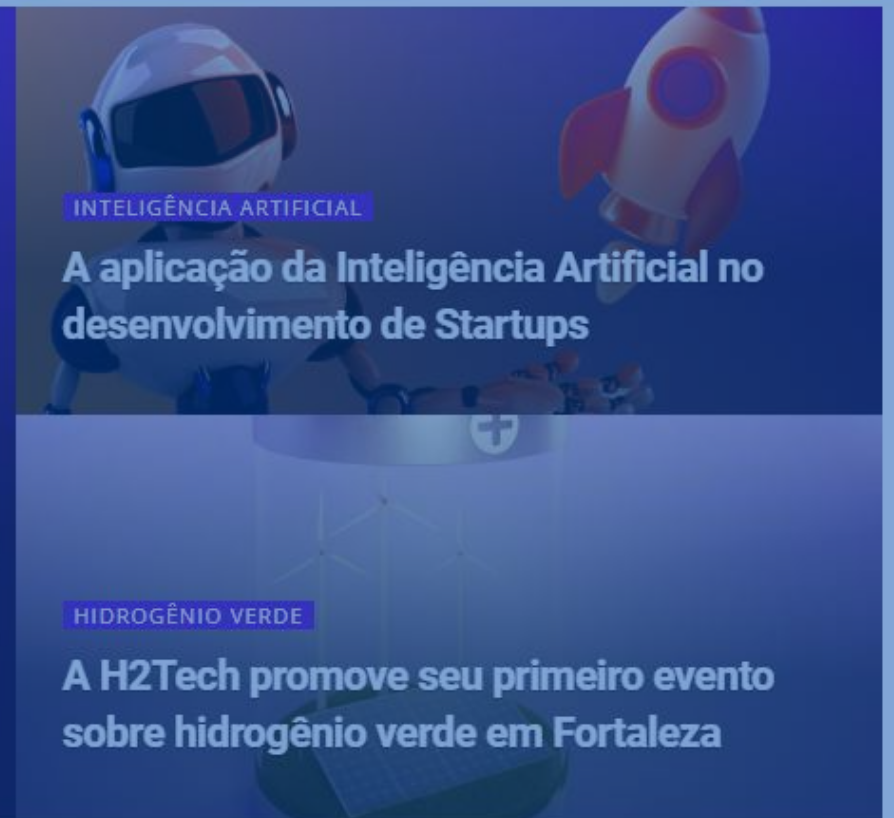 INTELIGÊNCIA ARTIFICIAL
A aplicação da Inteligência Artificial no
desenvolvimento de Startups
HIDROGÊNIO VERDE
A H2Tech promove seu primeiro evento
sobre hidrogênio verde em Fortaleza